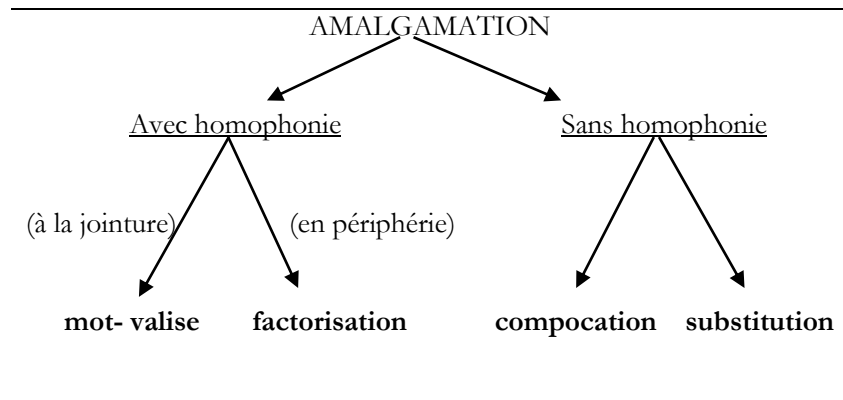 AMALGAMATION
Avec homophonie Sans homophonie
(à la jointure) (en périphérie)
mot- valise factorisation compocation substitution